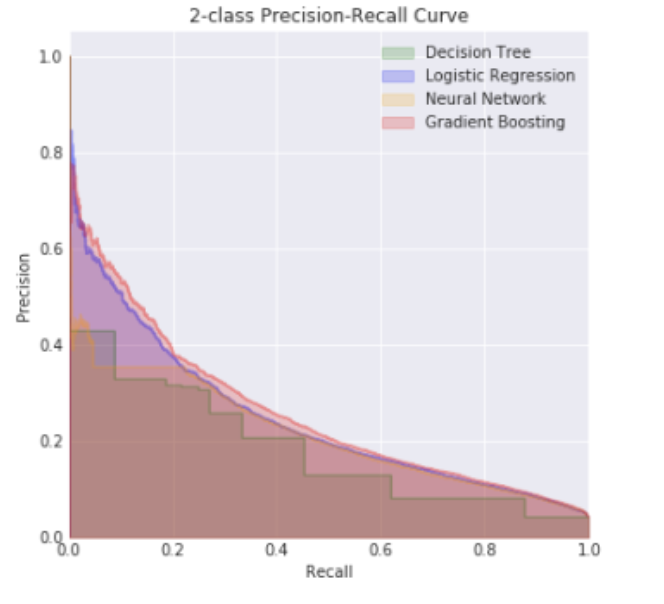 2-class Precision-Recall Curve
Decision Tree
Logistic Regression
Neural Network
Gradient Boosting
Precision
1.0
0.8
0.6
0.4
0.2
0.0
0.0 0.2 0.4 0.6 0.8 1.0
Recall